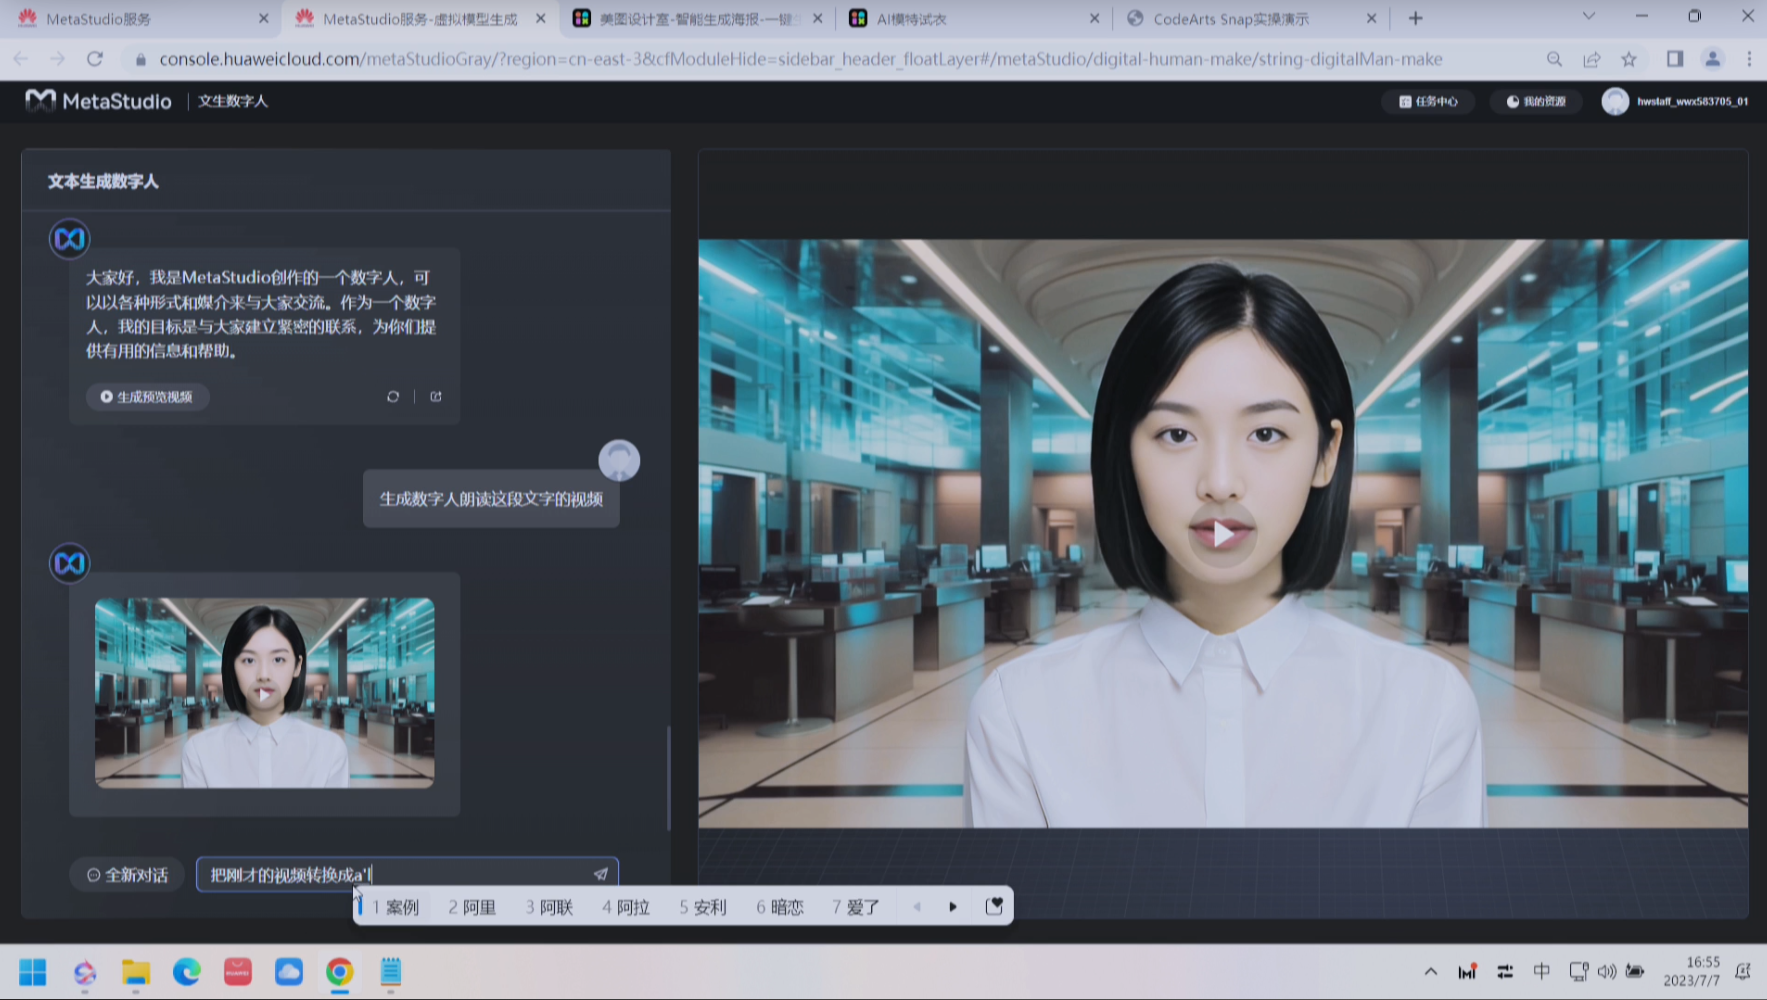 MetaStudio服务
MetaStudio服务-虚拟模型生成
美图设计室-智能生成海报-一键
AI模特试衣
CodeArts Snap实操演示
console.huaweicloud.com/metaStudioGray/?region=cn-east-3&cfModuleHide=sidebar_header_floatLayer#/metaStudio/digital-human-make/string-digitalMan-make
MetaStudio
文生数字人
任务中心
我的资源
hwstaff_wwx583705_01
文本生成数字人
大家好，我是MetaStudio创作的一个数字人，可
以以各种形式和媒介来与大家交流。作为一个数字
人，我的目标是与大家建立紧密的联系，为你们提
供有用的信息和帮助。
生成预览视频
生成数字人朗读这段文字的视频
全新对话
把刚才的视频转换成a'l
1 案例 2 阿里 3 阿联 4 阿拉 5 安利 6 暗恋 7 爱了
中
16:55
2023/7/7